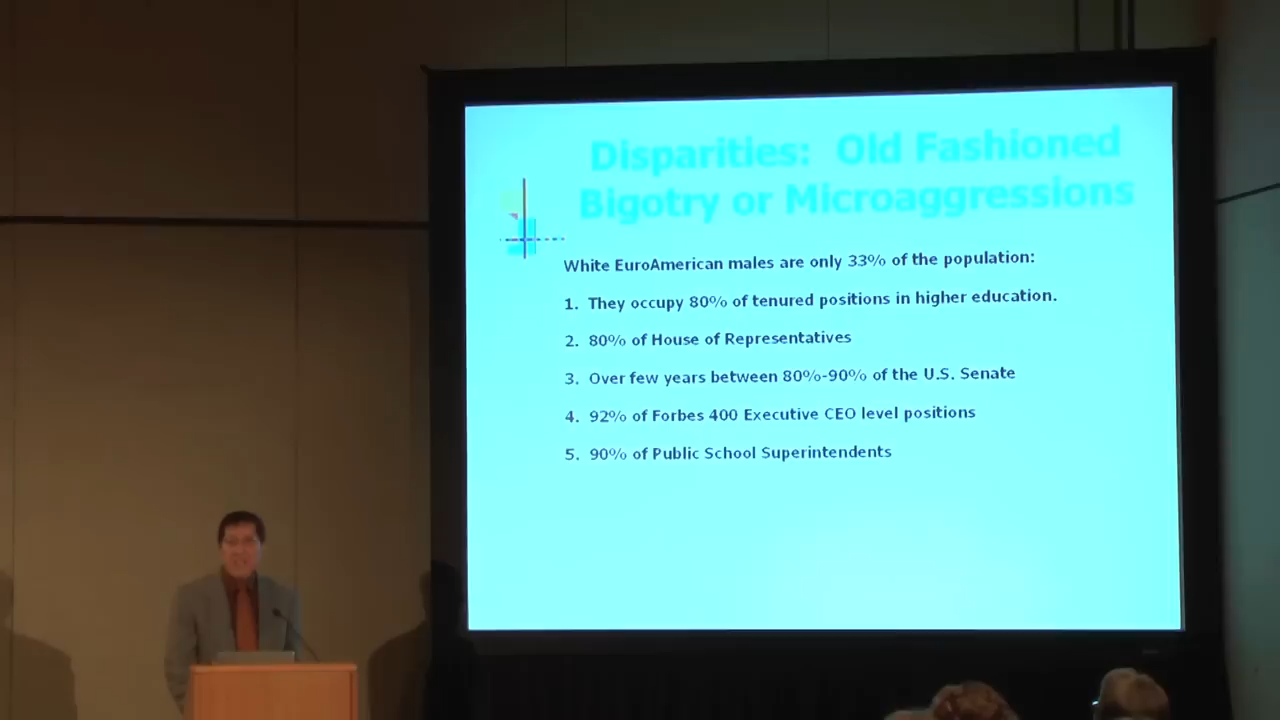 Disparities: Old Fashioned
Bigotry or Microaggressions
White EuroAmerican males are only 33% of the population:
1. They occupy 80% of tenured positions in higher education.
2. 80% of House of Representatives
3. Over few years between 80%-90% of the U.S. Senate
4. 92% of Forbes 400 Executive CEO level positions
5. 90% of Public School Superintendents